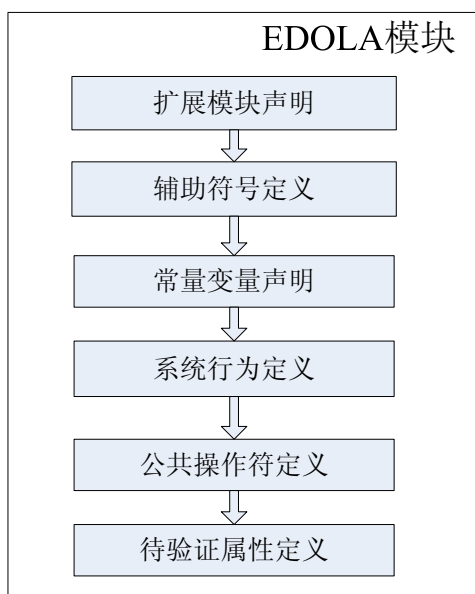 EDOLA模块
扩展模块声明
辅助符号定义
常量变量声明
系统行为定义
公共操作符定义
待验证属性定义